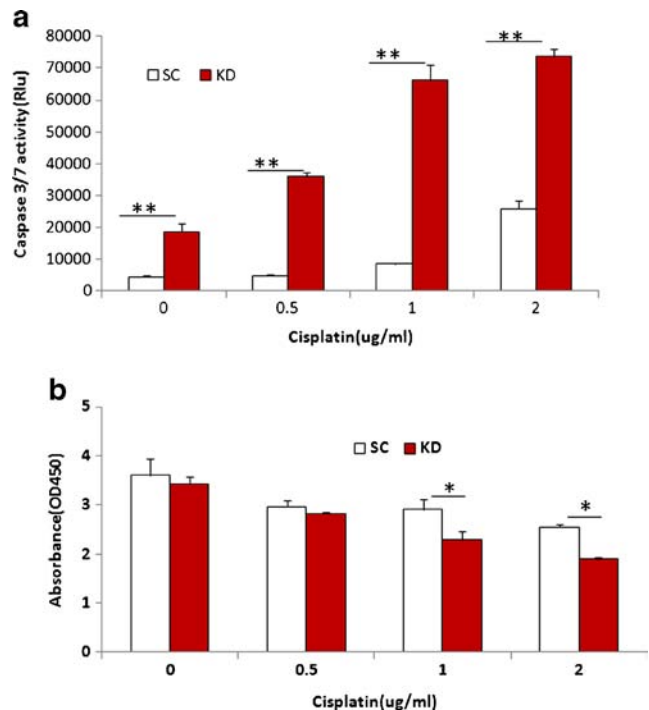 a
Caspase 3/7 activity(Rlu)
80000
70000
60000
50000
40000
30000
20000
10000
0
SC KD
**
**
**
**
0 0.5 1 2
Cisplatin(ug/ml)
b
Absorbance(OD450)
5
4
3
2
1
0
SC KD
*
*
0 0.5 1 2
Cisplatin(ug/ml)